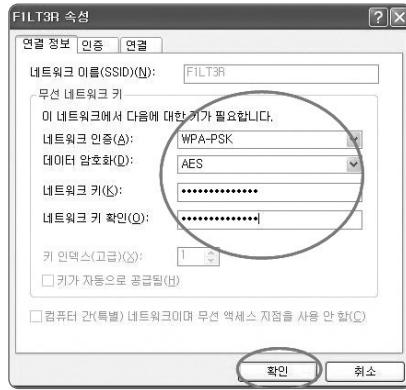 F1LT3R 속성
연결 정보 인증 연결
네트워크 이름(SSID)(N): F1LT3R
무선 네트워크 키
이 네트워크에서 다음에 대한 키가 필요합니다.
네트워크 인증(A): WPA-PSK
데이터 암호화(D): AES
네트워크 키(K): ••••••••••••••
네트워크 키 확인(O): ••••••••••••••
키 인덱스(고급)(X): 1
키가 자동으로 공급됨(H)
컴퓨터 간(특별) 네트워크이며 무선 액세스 지점을 사용 안 함(C)
확인 취소